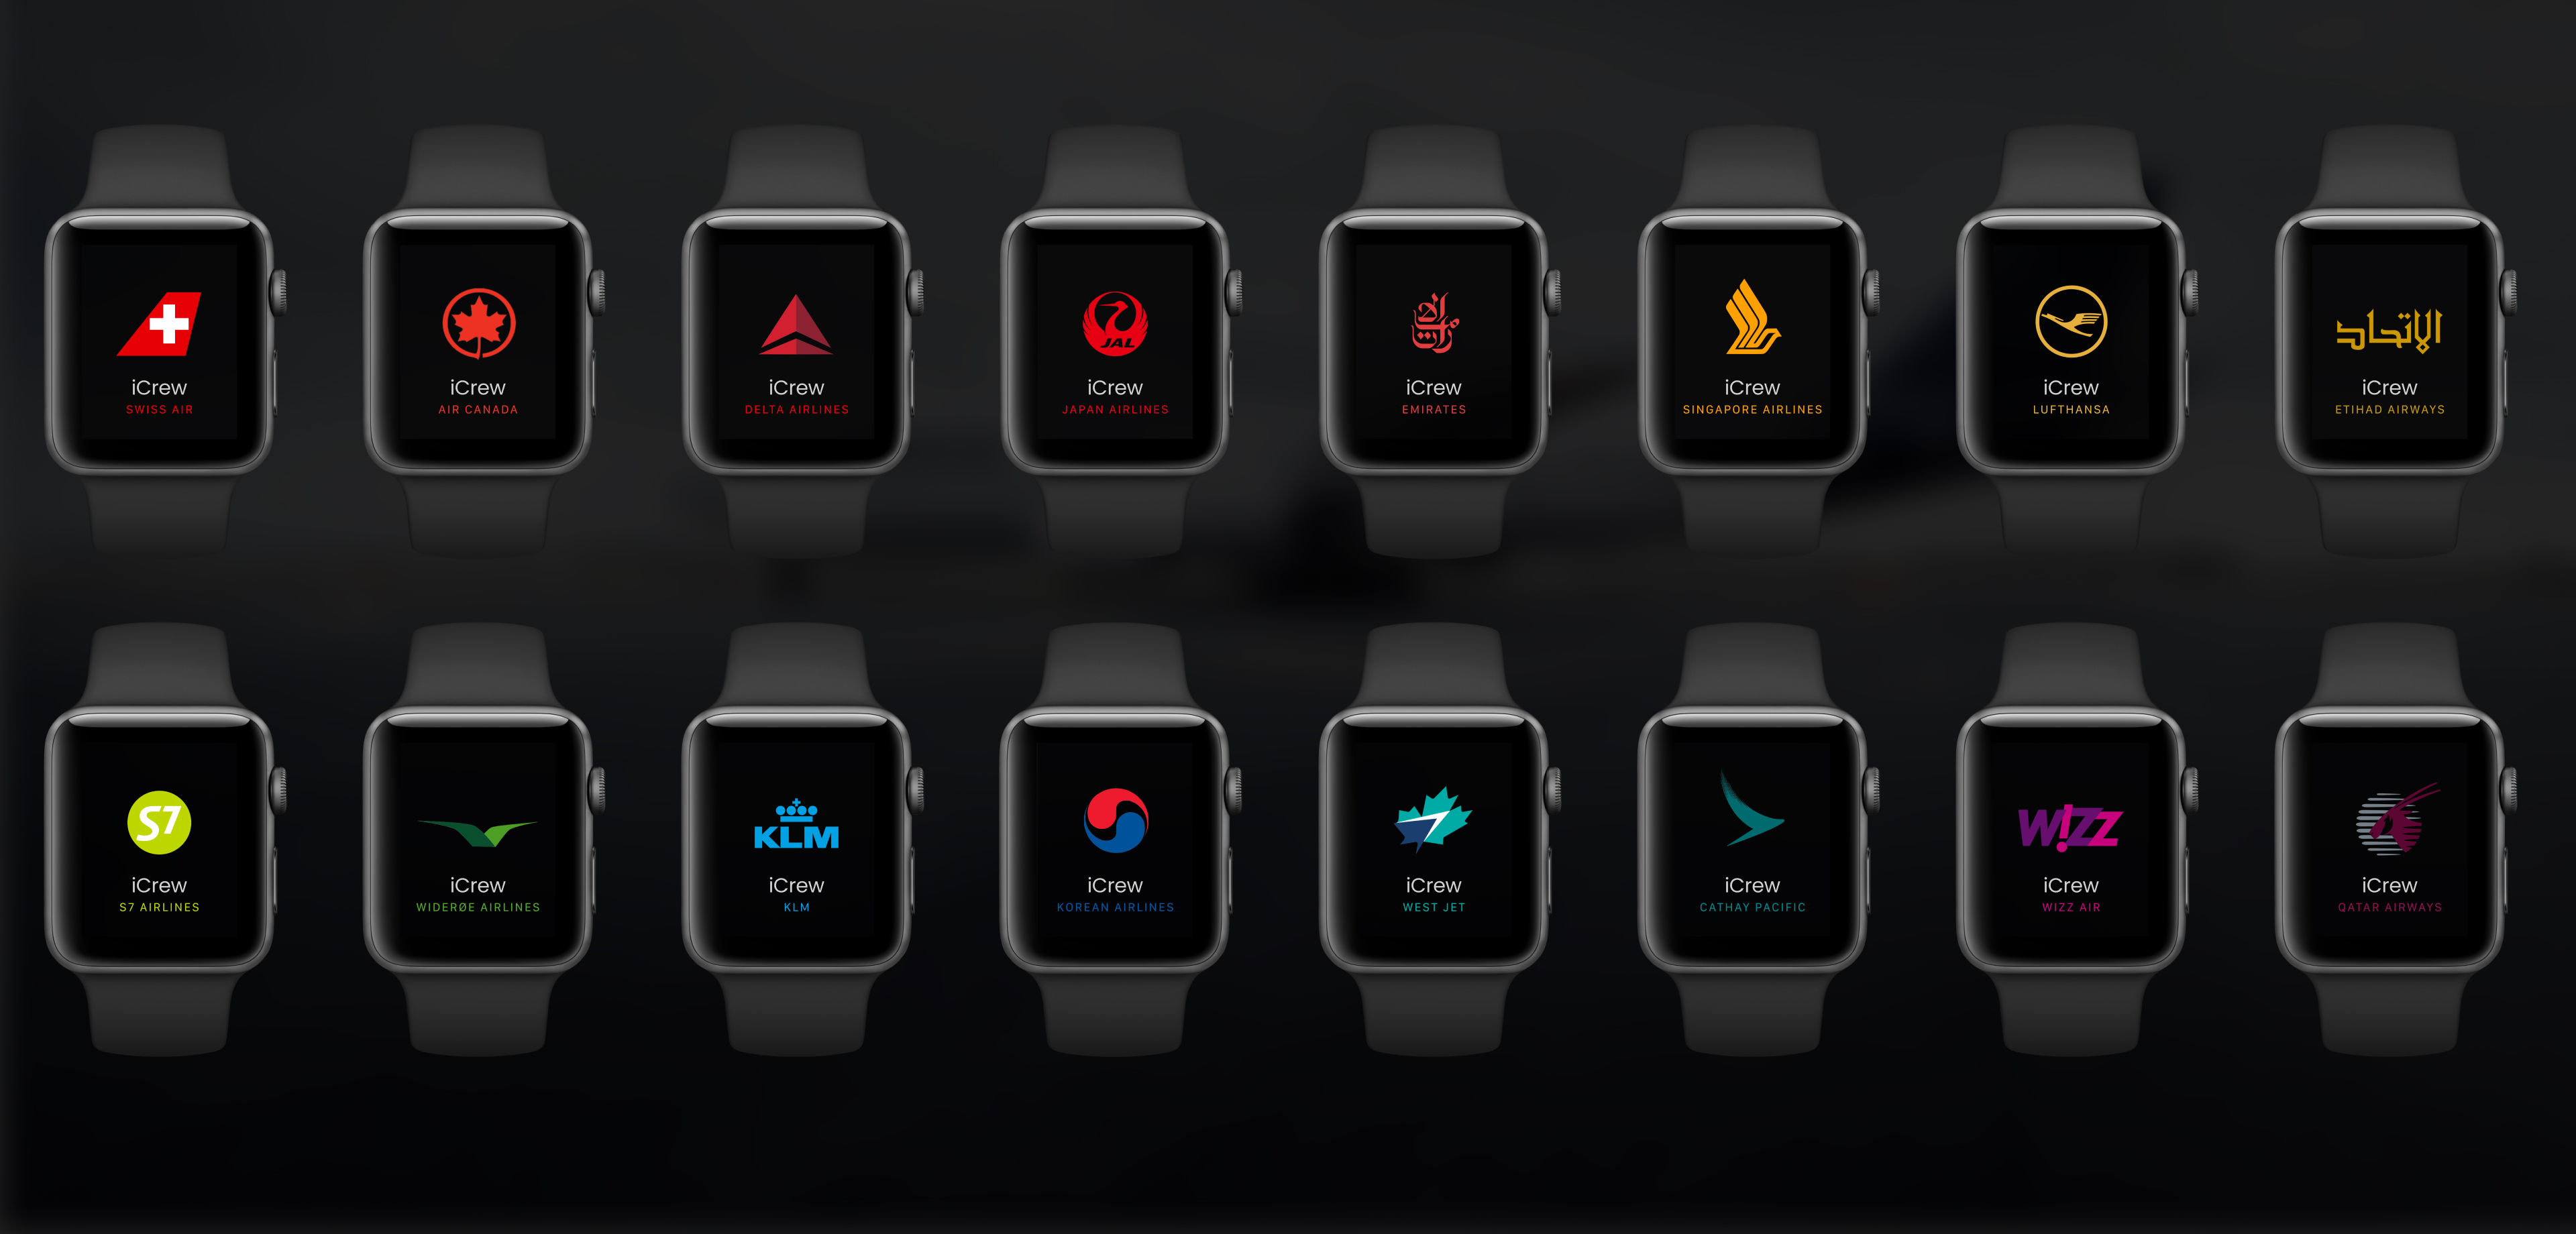 iCrew
SWISS AIR
iCrew
AIR CANADA
iCrew
DELTA AIRLINES
JAL
iCrew
JAPAN AIRLINES
iCrew
EMIRATES
iCrew
SINGAPORE AIRLINES
iCrew
LUFTHANSA
الإتحاد
iCrew
ETIHAD AIRWAYS
S7
iCrew
S7 AIRLINES
iCrew
WIDERØE AIRLINES
KLM
iCrew
KLM
iCrew
KOREAN AIRLINES
iCrew
WEST JET
iCrew
CATHAY PACIFIC
W!ZZ
iCrew
WIZZ AIR
iCrew
QATAR AIRWAYS